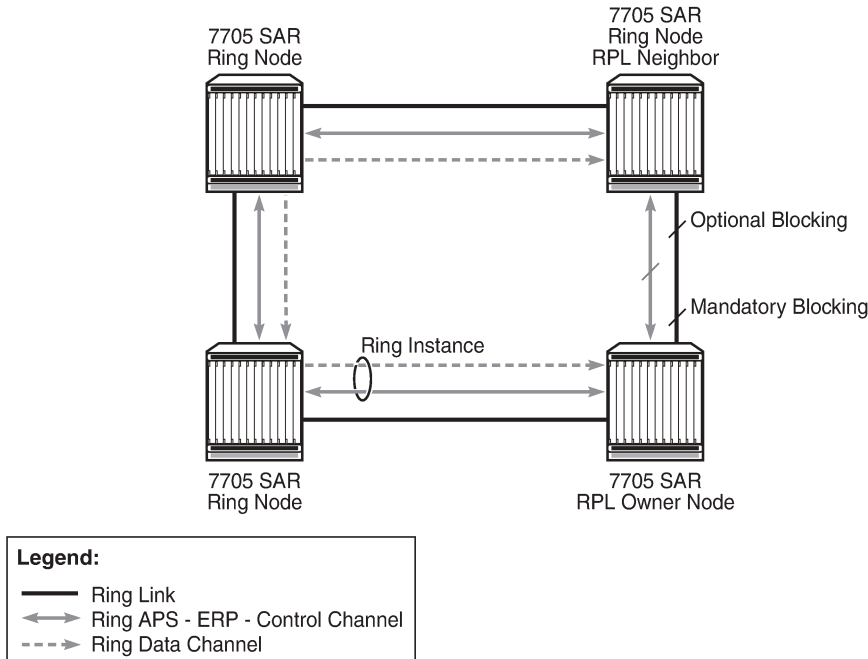 7705 SAR
Ring Node
7705 SAR
Ring Node
RPL Neighbor
Optional Blocking
Mandatory Blocking
Ring Instance
7705 SAR
Ring Node
7705 SAR
RPL Owner Node
Legend:
Ring Link
Ring APS - ERP - Control Channel
Ring Data Channel